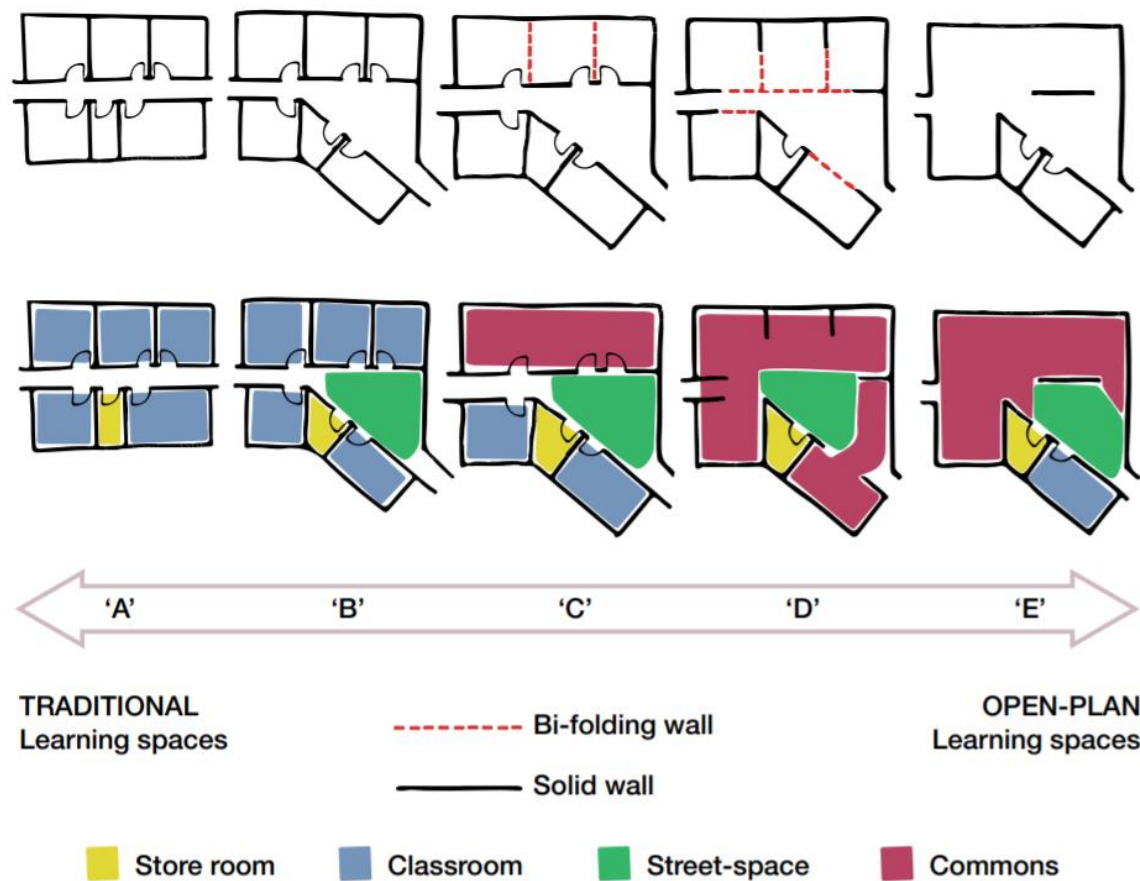 ‘A’ ‘B’ ‘C’ ‘D’ ‘E’
TRADITIONAL
Learning spaces
Bi-folding wall
Solid wall
OPEN-PLAN
Learning spaces
Store room Classroom Street-space Commons